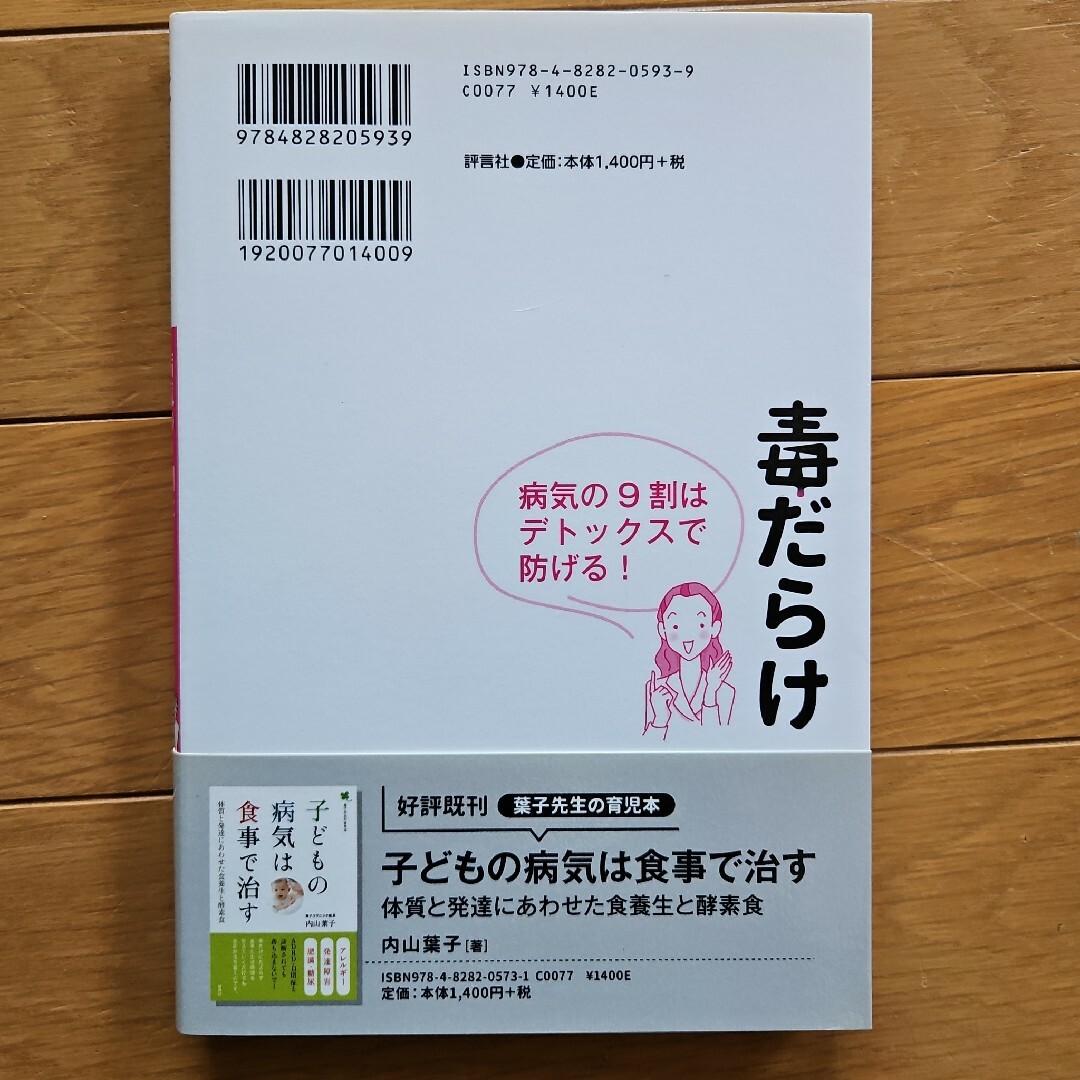 9784828205939
ISBN978-4-8282-0593-9
C0077 ¥1400E
評言社●定価：本体1,400円＋税
1920077014009
毒だらけ
病気の9割は
デトックスで
防げる！
好評既刊 葉子先生の育児本
子どもの病気は食事で治す
体質と発達にあわせた食養生と酵素食
内山葉子[著]
ISBN978-4-8282-0573-1 C0077 ¥1400E
定価：本体1,400円＋税
子どもの
病気は
食事で治す
体質と発達にあわせた食養生と酵素食
内山葉子
アレルギー
発達障害
肥満・糖尿